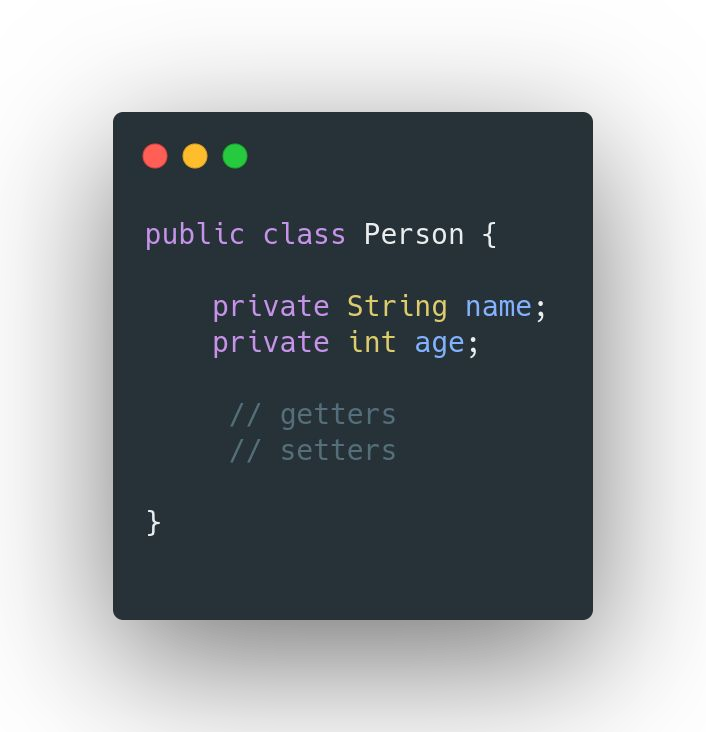 public class Person {
    private String name;
    private int age;
     // getters
     // setters
}